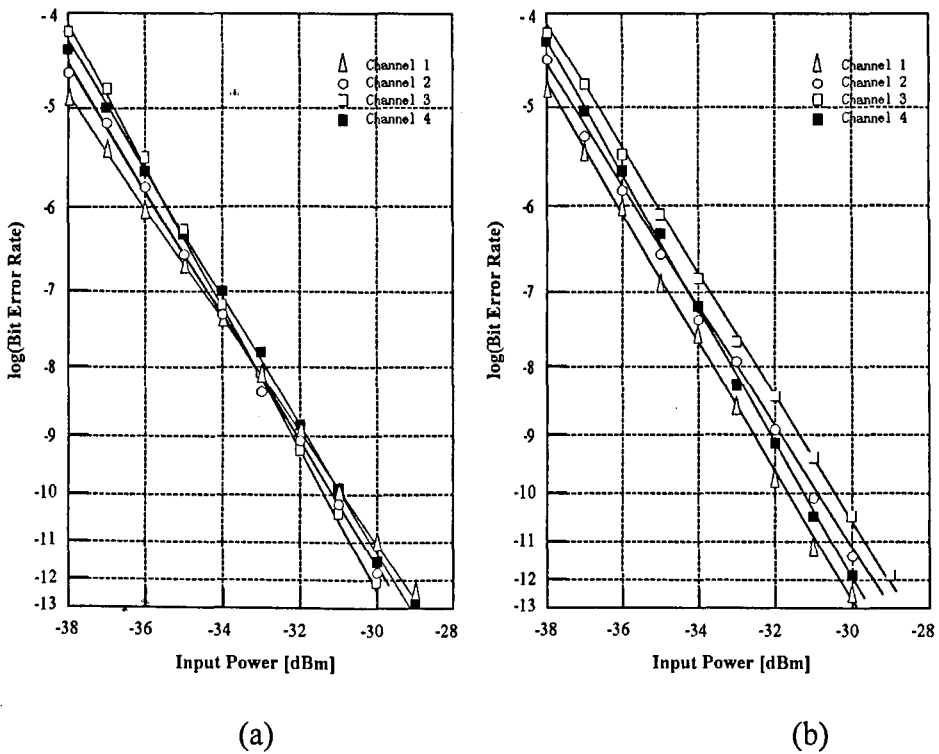 -4
-5
-6
-7
-8
-9
-10
-11
-12
-13
log(Bit Error Rate)
Channel 1
Channel 2
Channel 3
Channel 4
-38
-36
-34
-32
-30
-28
Input Power [dBm]
(a)
-4
-5
-6
-7
-8
-9
-10
-11
-12
-13
log(Bit Error Rate)
Channel 1
Channel 2
Channel 3
Channel 4
-38
-36
-34
-32
-30
-28
Input Power [dBm]
(b)